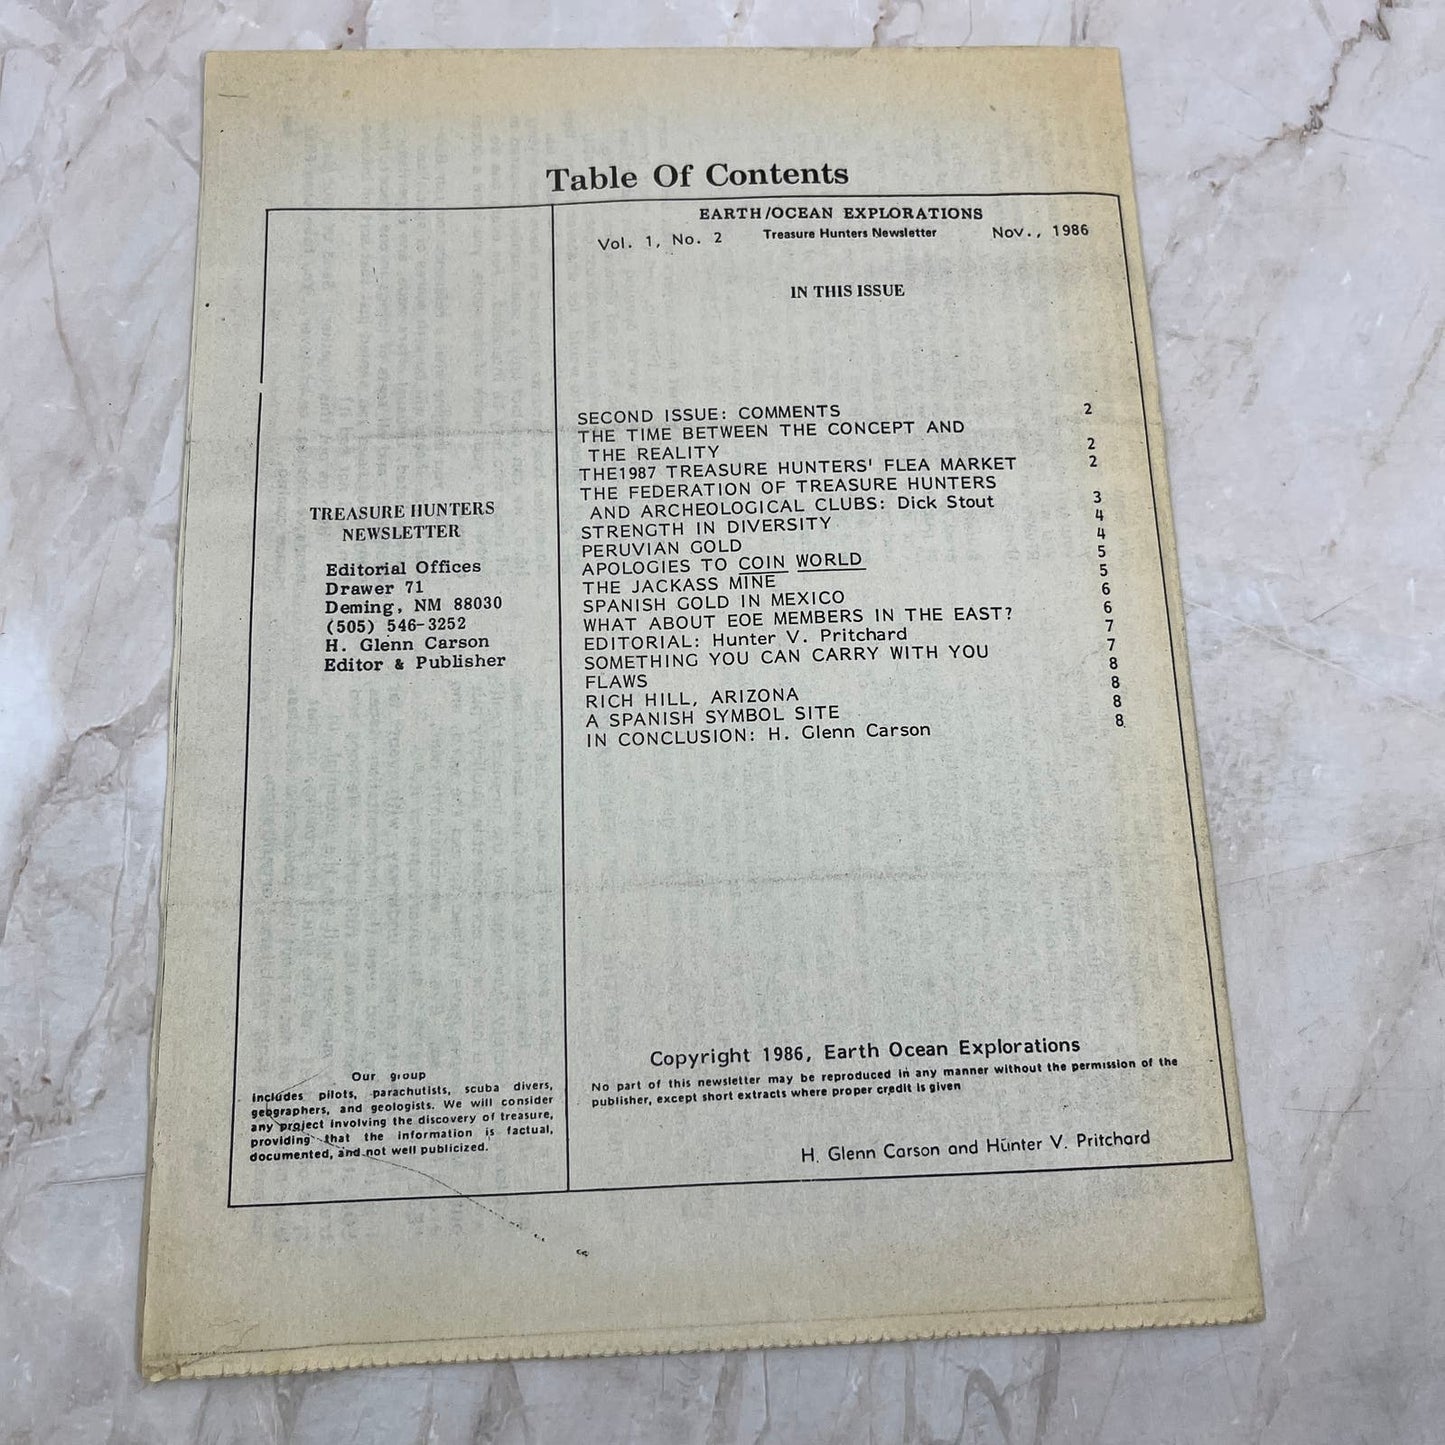 Table Of Contents
EARTH/OCEAN EXPLORATIONS
Vol. 1, No. 2 Treasure Hunters Newsletter Nov., 1986
IN THIS ISSUE
SECOND ISSUE: COMMENTS 2
THE TIME BETWEEN THE CONCEPT AND
THE REALITY 2
THE1987 TREASURE HUNTERS' FLEA MARKET 2
THE FEDERATION OF TREASURE HUNTERS
AND ARCHEOLOGICAL CLUBS: Dick Stout 3
STRENGTH IN DIVERSITY 4
PERUVIAN GOLD 4
APOLOGIES TO COIN WORLD 5
THE JACKASS MINE 5
SPANISH GOLD IN MEXICO 6
WHAT ABOUT EOE MEMBERS IN THE EAST? 6
EDITORIAL: Hunter V. Pritchard 7
SOMETHING YOU CAN CARRY WITH YOU 7
FLAWS 8
RICH HILL, ARIZONA 8
A SPANISH SYMBOL SITE 8
IN CONCLUSION: H. Glenn Carson 8
TREASURE HUNTERS
NEWSLETTER
Editorial Offices
Drawer 71
Deming, NM 88030
(505) 546-3252
H. Glenn Carson
Editor & Publisher
Our group
includes pilots, parachutists, scuba divers,
geographers, and geologists. We will consider
any project involving the discovery of treasure,
providing that the information is factual,
documented, and not well publicized.
Copyright 1986, Earth Ocean Explorations
No part of this newsletter may be reproduced in any manner without the permission of the
publisher, except short extracts where proper credit is given
H. Glenn Carson and Hunter V. Pritchard